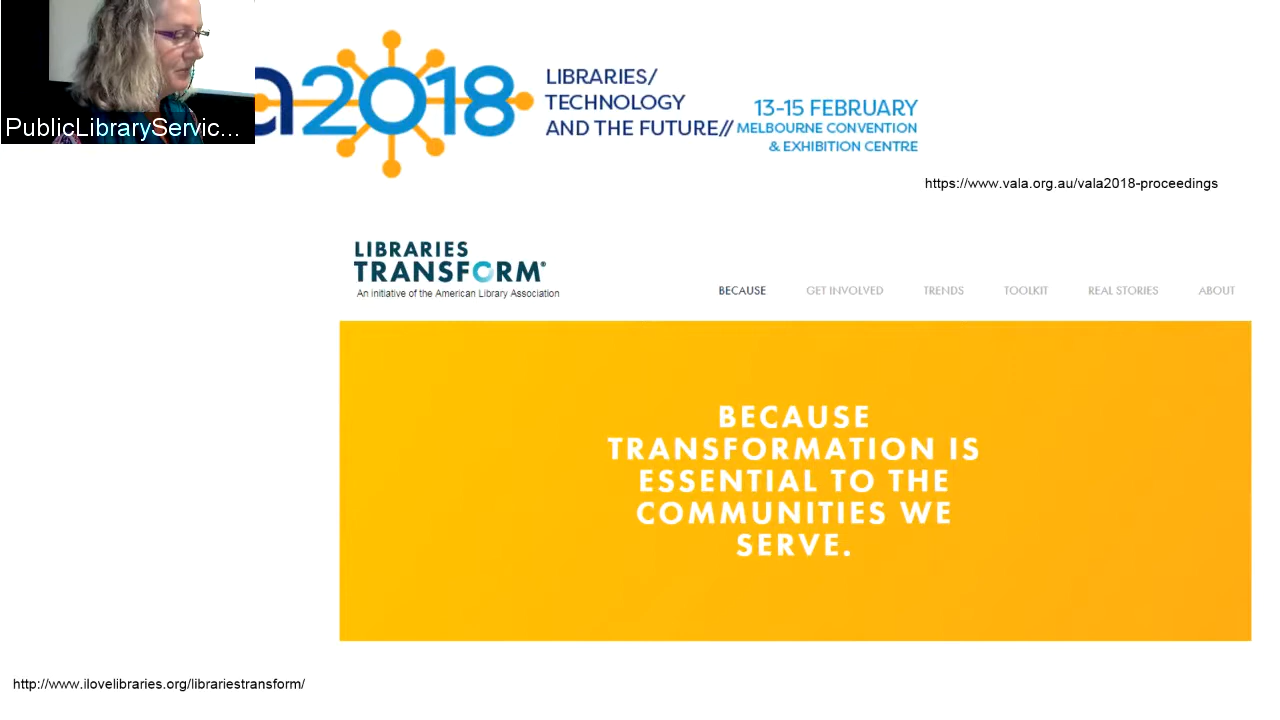 PublicLibraryServic...
a2018
LIBRARIES/
TECHNOLOGY
AND THE FUTURE//
13-15 FEBRUARY
MELBOURNE CONVENTION
& EXHIBITION CENTRE
https://www.vala.org.au/vala2018-proceedings
LIBRARIES
TRANSFORM®
An initiative of the American Library Association
BECAUSE GET INVOLVED TRENDS TOOLKIT REAL STORIES ABOUT
BECAUSE
TRANSFORMATION IS
ESSENTIAL TO THE
COMMUNITIES WE
SERVE.
http://www.ilovelibraries.org/librariestransform/